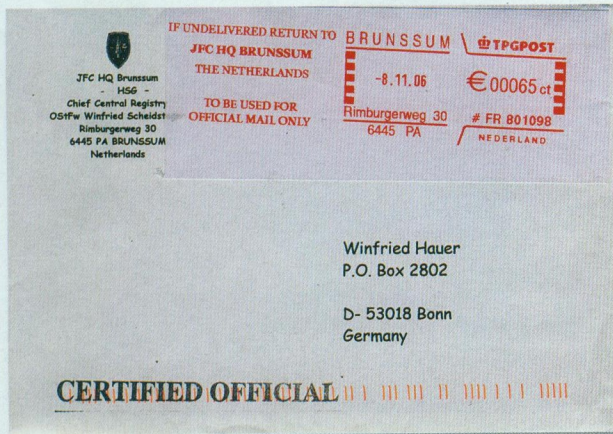 JFC HQ Brunssum
- HSG -
Chief Central Registry
OStFw Winfried Scheidst
Rimburgerweg 30
6445 PA BRUNSSUM
Netherlands
IF UNDELIVERED RETURN TO
JFC HQ BRUNSSUM
THE NETHERLANDS
TO BE USED FOR
OFFICIAL MAIL ONLY
BRUNSSUM
-8.11.06
Rimburgerweg 30
6445 PA
TPGPOST
€00065 ct
# FR 801098
NEDERLAND
Winfried Hauer
P.O. Box 2802
D- 53018 Bonn
Germany
CERTIFIED OFFICIAL